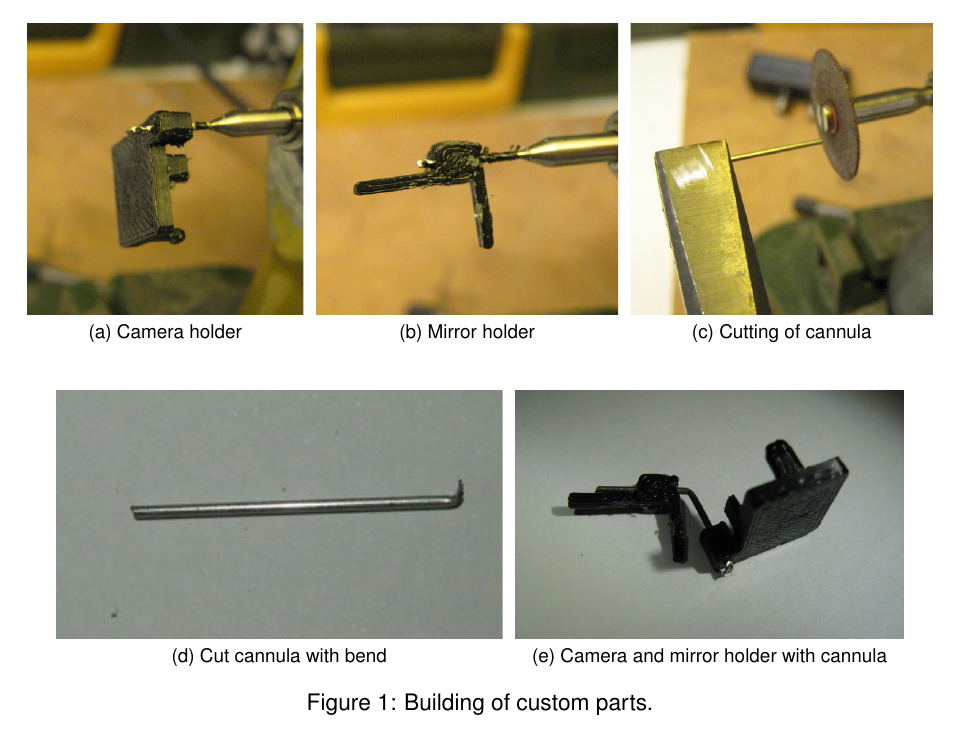 (a) Camera holder
(b) Mirror holder
(c) Cutting of cannula
(d) Cut cannula with bend
(e) Camera and mirror holder with cannula
Figure 1: Building of custom parts.